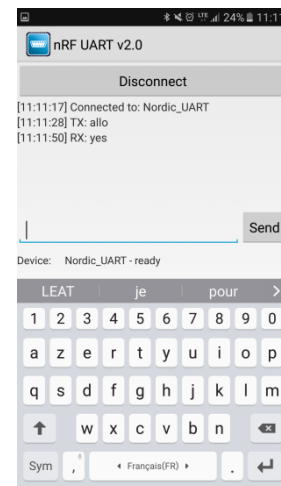 24% 11:11
nRF UART v2.0
Disconnect
[11:11:17] Connected to: Nordic_UART
[11:11:28] TX: allo
[11:11:50] RX: yes
Send
Device: Nordic_UART - ready
LEAT je pour
1 2 3 4 5 6 7 8 9 0
a z e r t y u i o p
q s d f g h j k l m
w x c v b n
Sym , Français(FR) .